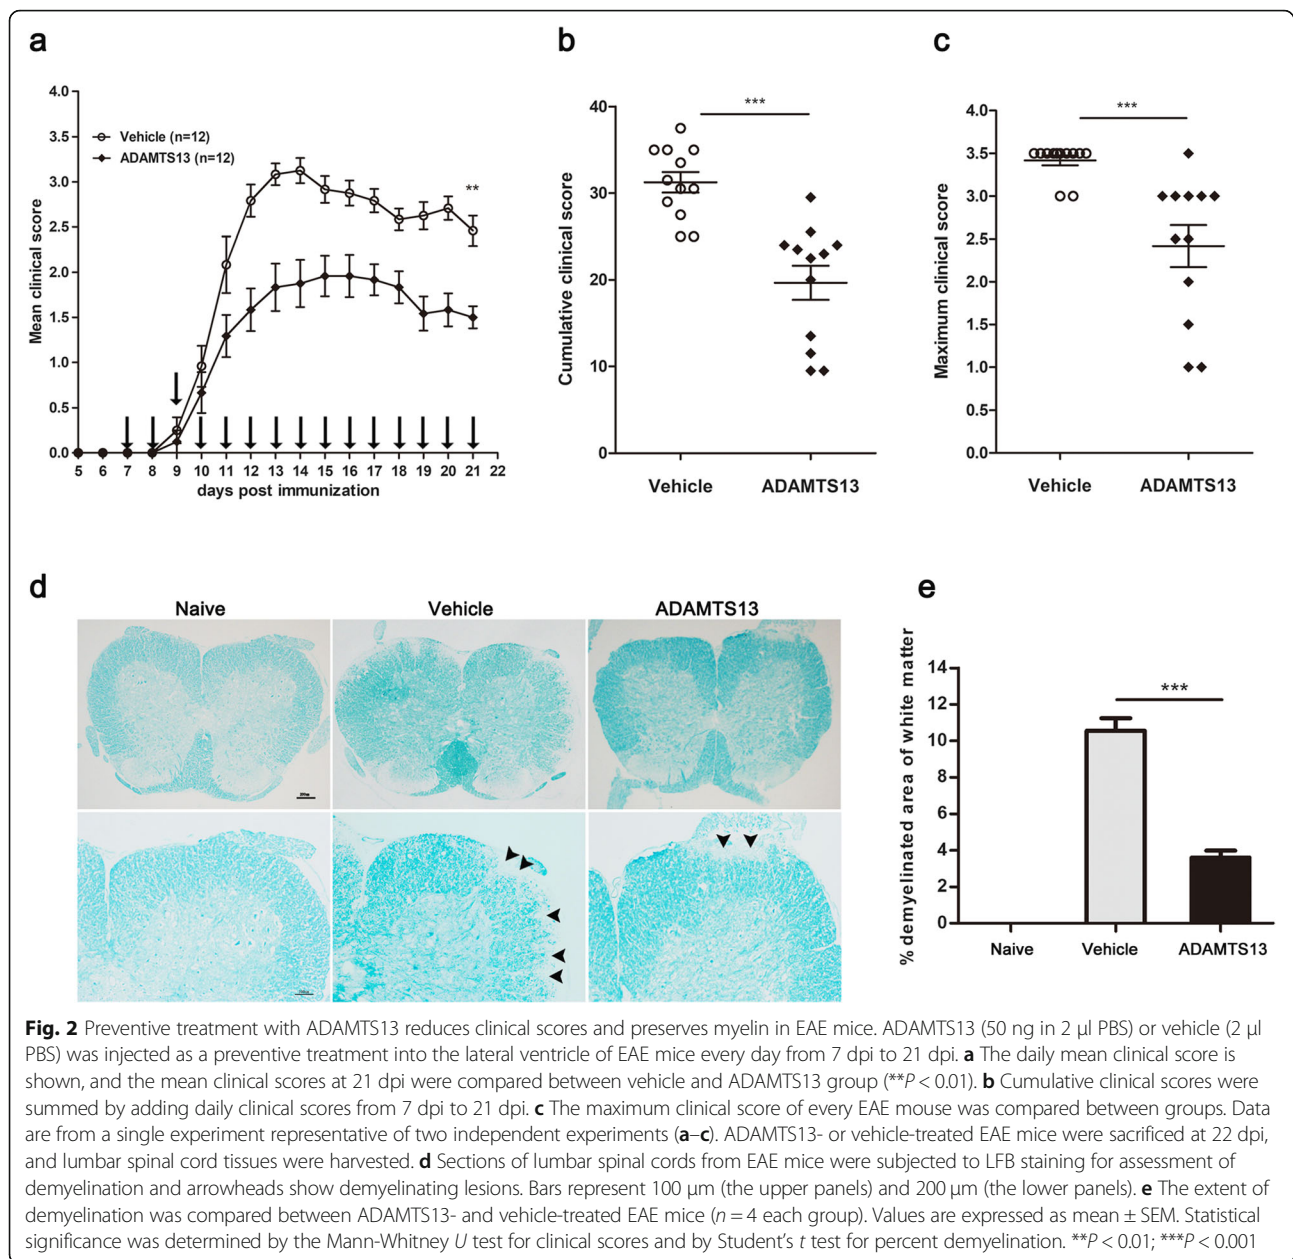 a
4.0
3.5
3.0
2.5
2.0
1.5
1.0
0.5
0.0
Mean clinical score
Vehicle (n=12)
ADAMTS13 (n=12)
**
5 6 7 8 9 10 11 12 13 14 15 16 17 18 19 20 21 22
days post immunization
b
40
30
20
10
0
Cumulative clinical score
***
Vehicle ADAMTS13
c
4.0
3.5
3.0
2.5
2.0
1.5
1.0
0.5
0.0
Maximum clinical score
***
Vehicle ADAMTS13
d
Naive Vehicle ADAMTS13
e
14
12
10
8
6
4
2
0
% demyelinated area of white matter
***
Naive Vehicle ADAMTS13
Fig. 2 Preventive treatment with ADAMTS13 reduces clinical scores and preserves myelin in EAE mice. ADAMTS13 (50 ng in 2 μl PBS) or vehicle (2 μl
PBS) was injected as a preventive treatment into the lateral ventricle of EAE mice every day from 7 dpi to 21 dpi. a The daily mean clinical score is
shown, and the mean clinical scores at 21 dpi were compared between vehicle and ADAMTS13 group (**P < 0.01). b Cumulative clinical scores were
summed by adding daily clinical scores from 7 dpi to 21 dpi. c The maximum clinical score of every EAE mouse was compared between groups. Data
are from a single experiment representative of two independent experiments (a–c). ADAMTS13- or vehicle-treated EAE mice were sacrificed at 22 dpi,
and lumbar spinal cord tissues were harvested. d Sections of lumbar spinal cords from EAE mice were subjected to LFB staining for assessment of
demyelination and arrowheads show demyelinating lesions. Bars represent 100 μm (the upper panels) and 200 μm (the lower panels). e The extent of
demyelination was compared between ADAMTS13- and vehicle-treated EAE mice (n = 4 each group). Values are expressed as mean ± SEM. Statistical
significance was determined by the Mann-Whitney U test for clinical scores and by Student's t test for percent demyelination. **P < 0.01; ***P < 0.001